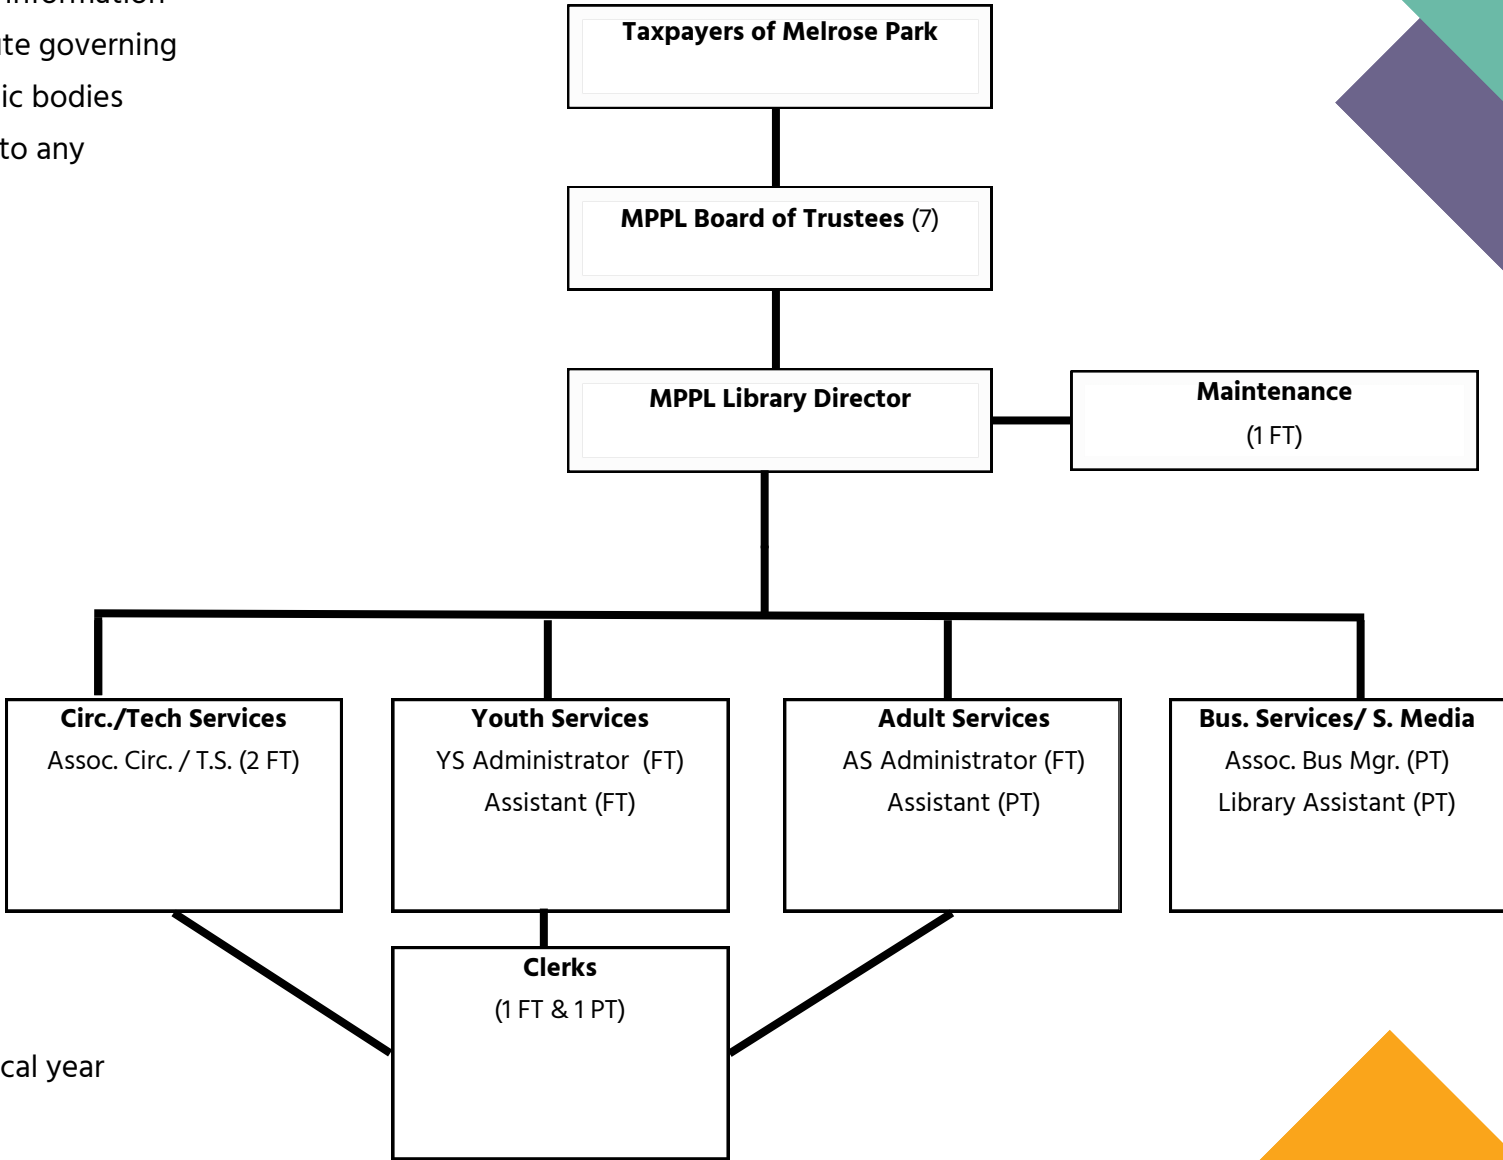 te governing
ic bodies
to any
Taxpayers of Melrose Park
MPPL Board of Trustees (7)
MPPL Library Director
Maintenance
(1 FT)
Circ./Tech Services
Assoc. Circ. / T.S. (2 FT)
Youth Services
YS Administrator (FT)
Assistant (FT)
Adult Services
AS Administrator (FT)
Assistant (PT)
Bus. Services/ S. Media
Assoc. Bus Mgr. (PT)
Library Assistant (PT)
Clerks
(1 FT & 1 PT)
cal year